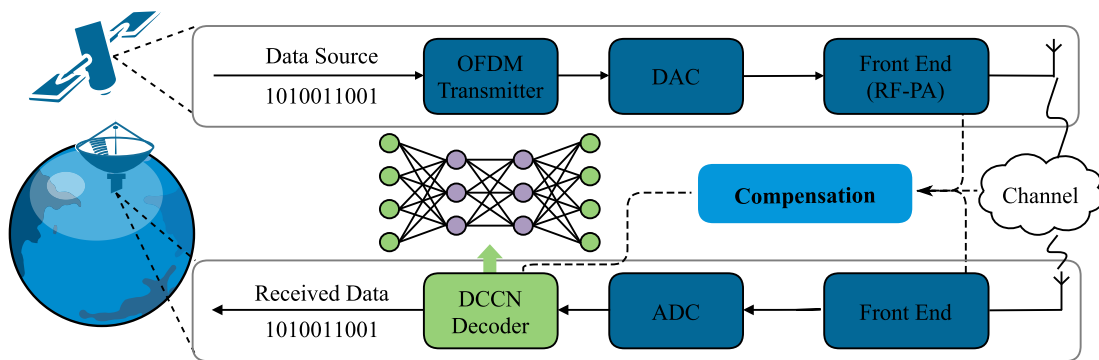 Data Source
1010011001
OFDM
Transmitter
DAC
Front End
(RF-PA)
Compensation
Channel
Received Data
1010011001
DCCN
Decoder
ADC
Front End